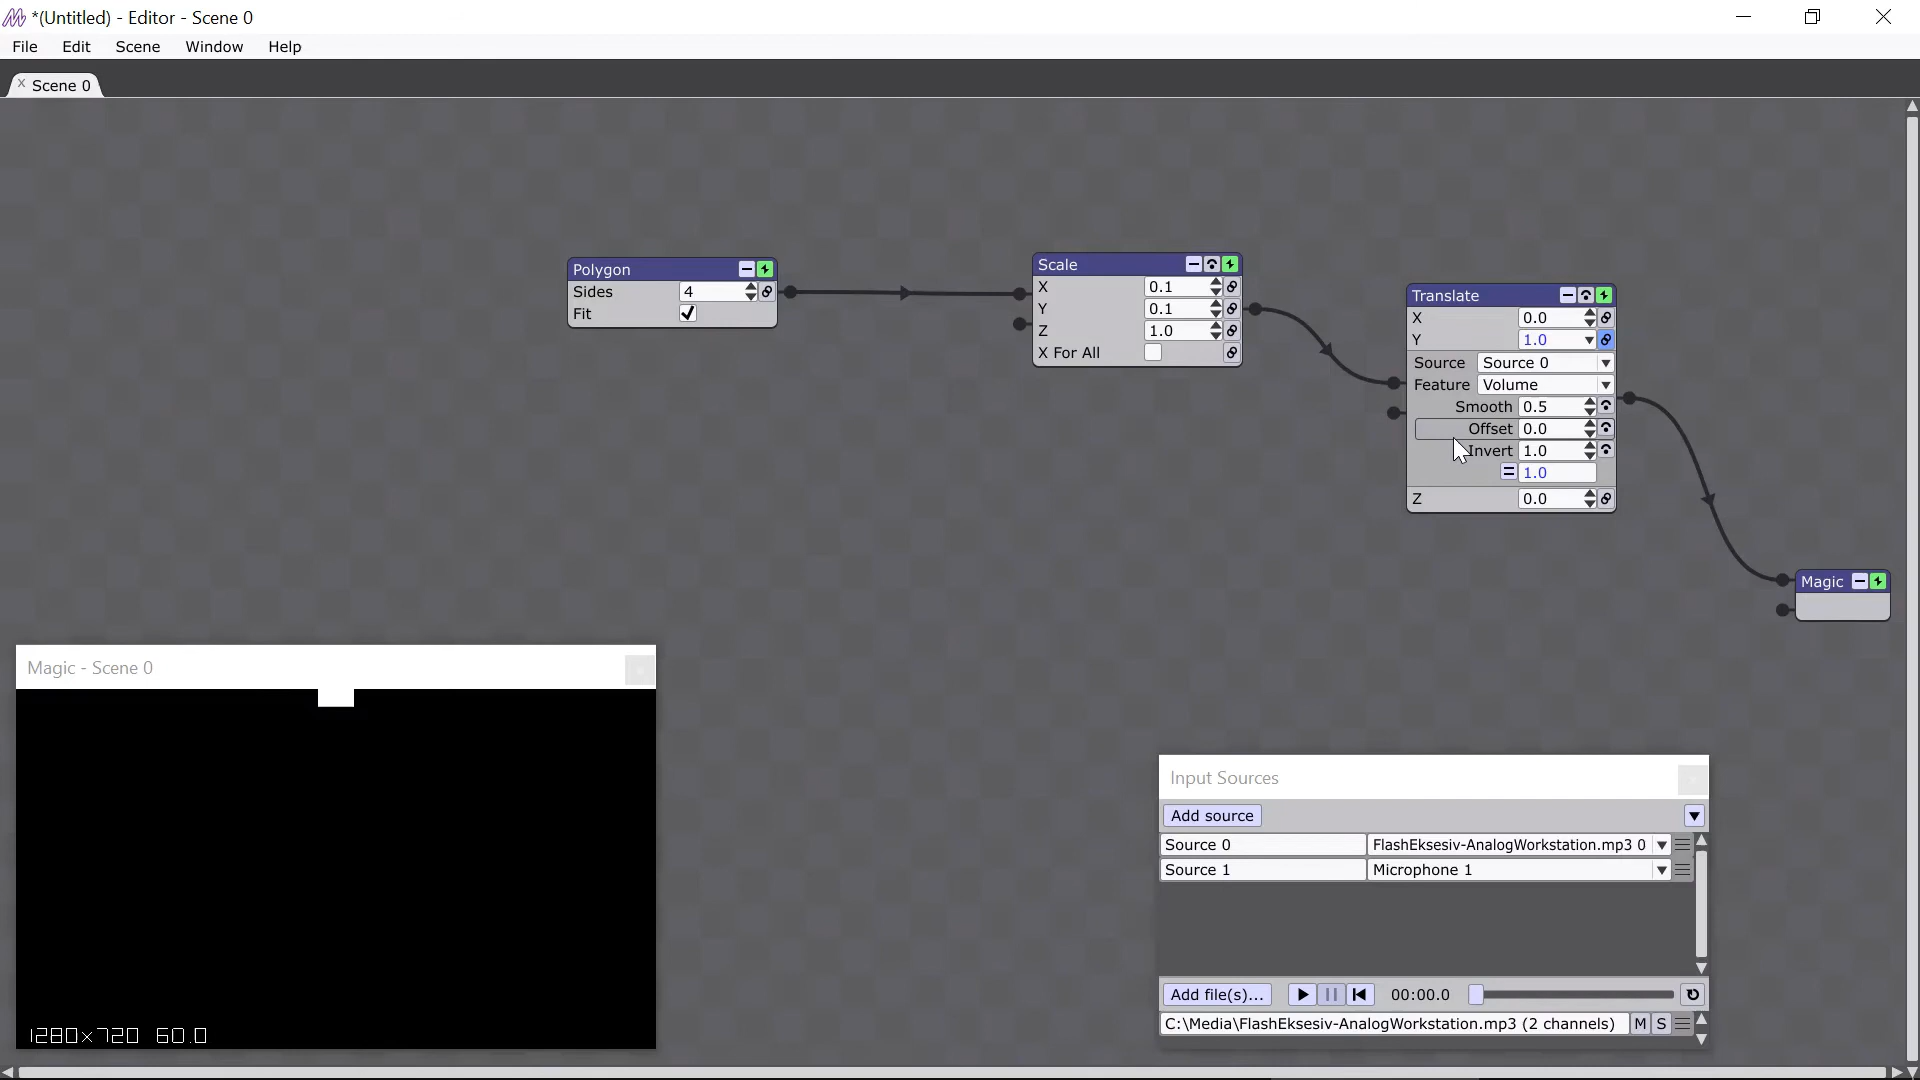 *(Untitled) - Editor - Scene 0
File Edit Scene Window Help
x Scene 0
Polygon
Sides 4
Fit
Scale
X 0.1
Y 0.1
Z 1.0
X For All
Translate
X 0.0
Y 1.0
Source Source 0
Feature Volume
Smooth 0.5
Offset 0.0
Invert 1.0
= 1.0
Z 0.0
Magic
Magic - Scene 0
1280x720 60.0
Input Sources
Add source
Source 0 FlashEksesiv-AnalogWorkstation.mp3 0
Source 1 Microphone 1
Add file(s)... 00:00.0
C:\Media\FlashEksesiv-AnalogWorkstation.mp3 (2 channels) M S